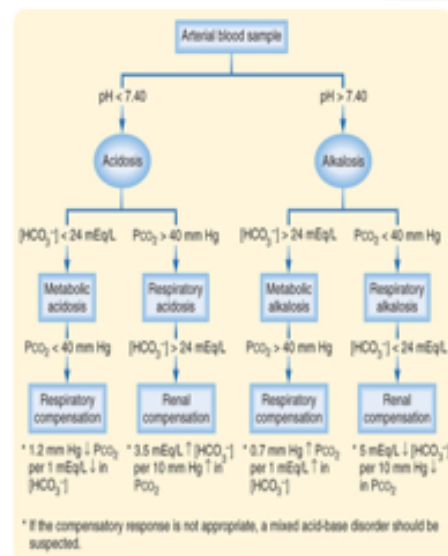 Arterial blood sample
pH < 7.40
pH > 7.40
Acidosis
Alkalosis
[HCO₃⁻] < 24 mEq/L
PCO₂ > 40 mm Hg
[HCO₃⁻] > 24 mEq/L
PCO₂ < 40 mm Hg
Metabolic
acidosis
Respiratory
acidosis
Metabolic
alkalosis
Respiratory
alkalosis
PCO₂ < 40 mm Hg
[HCO₃⁻] > 24 mEq/L
PCO₂ > 40 mm Hg
[HCO₃⁻] < 24 mEq/L
Respiratory
compensation
Renal
compensation
Respiratory
compensation
Renal
compensation
* 1.2 mm Hg ↓ PCO₂
per 1 mEq/L ↓ in
[HCO₃⁻]
* 3.5 mEq/L ↑ [HCO₃⁻]
per 10 mm Hg ↑ in
PCO₂
* 0.7 mm Hg ↑ PCO₂
per 1 mEq/L ↑ in
[HCO₃⁻]
* 5 mEq/L ↓ [HCO₃⁻]
per 10 mm Hg ↓
in PCO₂
* If the compensatory response is not appropriate, a mixed acid-base disorder should be
suspected.